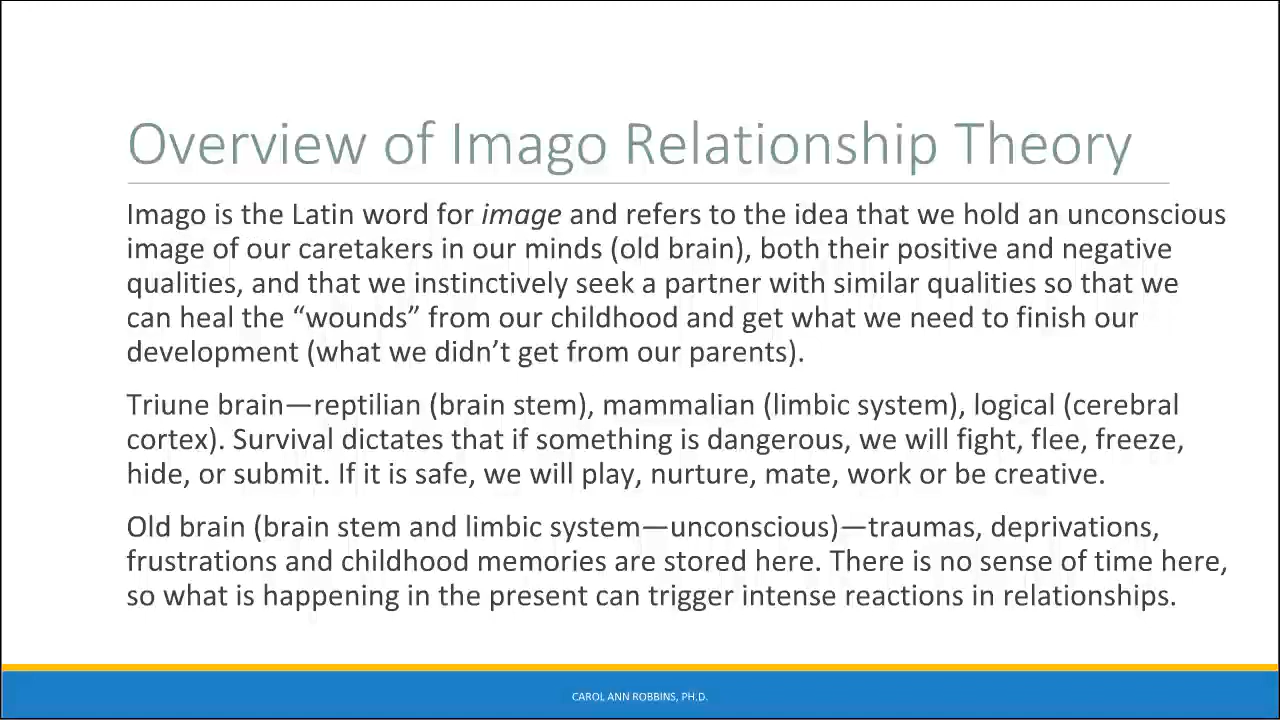 Overview of Imago Relationship Theory
Imago is the Latin word for image and refers to the idea that we hold an unconscious
image of our caretakers in our minds (old brain), both their positive and negative
qualities, and that we instinctively seek a partner with similar qualities so that we
can heal the “wounds” from our childhood and get what we need to finish our
development (what we didn’t get from our parents).
Triune brain—reptilian (brain stem), mammalian (limbic system), logical (cerebral
cortex). Survival dictates that if something is dangerous, we will fight, flee, freeze,
hide, or submit. If it is safe, we will play, nurture, mate, work or be creative.
Old brain (brain stem and limbic system—unconscious)—traumas, deprivations,
frustrations and childhood memories are stored here. There is no sense of time here,
so what is happening in the present can trigger intense reactions in relationships.
CAROL ANN ROBBINS, PH.D.